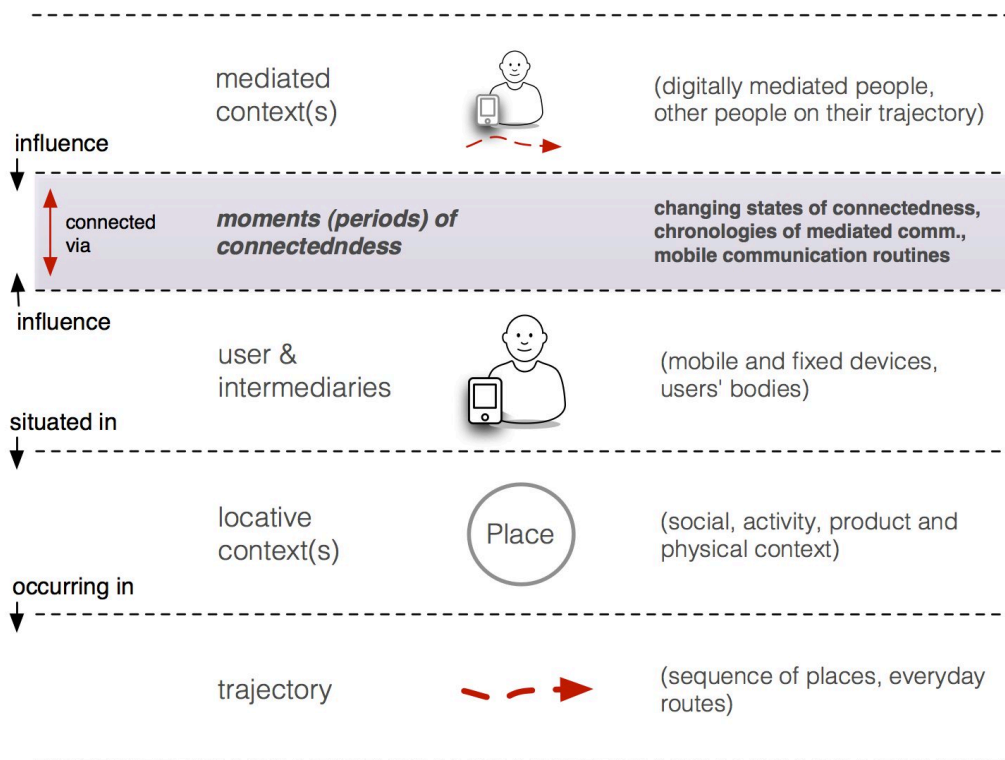 mediated
context(s)
(digitally mediated people,
other people on their trajectory)
influence
connected
via
moments (periods) of
connectedndess
changing states of connectedness,
chronologies of mediated comm.,
mobile communication routines
influence
user &
intermediaries
(mobile and fixed devices,
users' bodies)
situated in
locative
context(s)
Place
(social, activity, product and
physical context)
occurring in
trajectory
(sequence of places, everyday
routes)